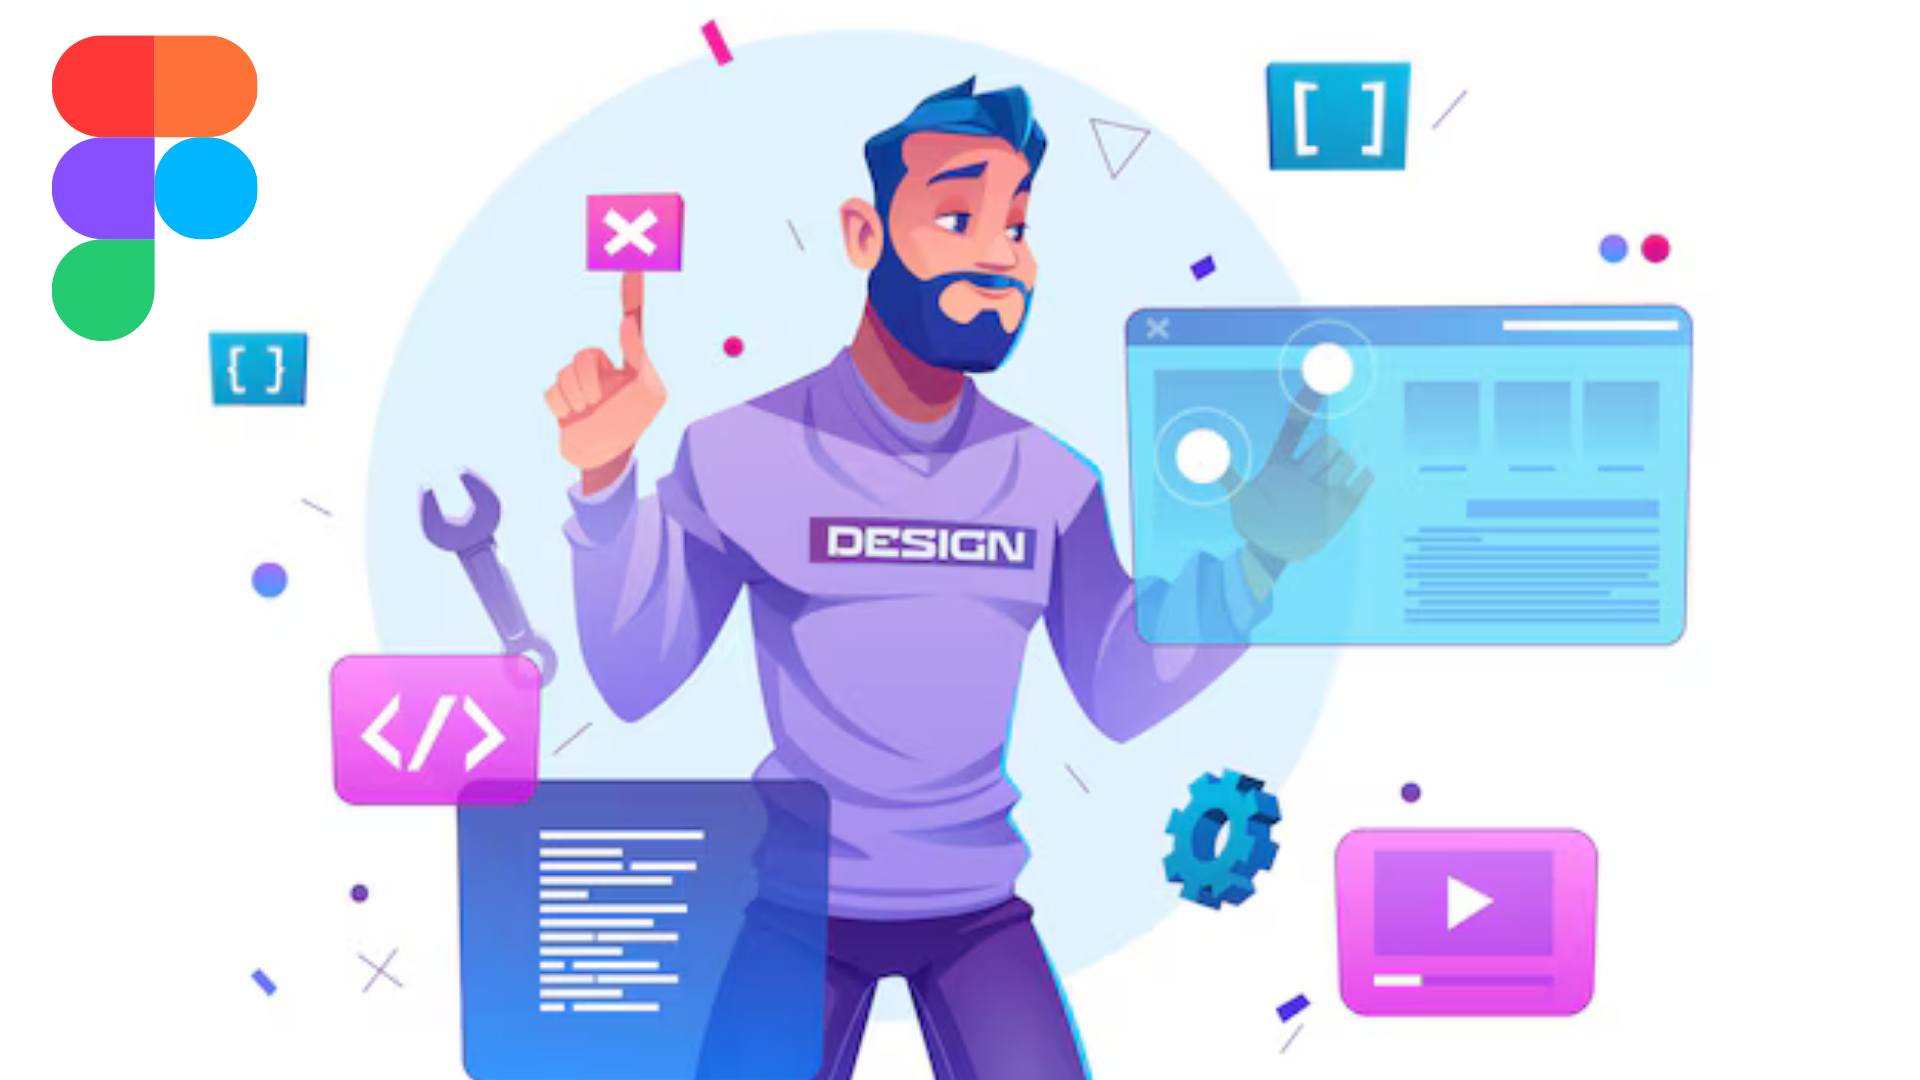 [ ]
{ }
DESIGN
</>